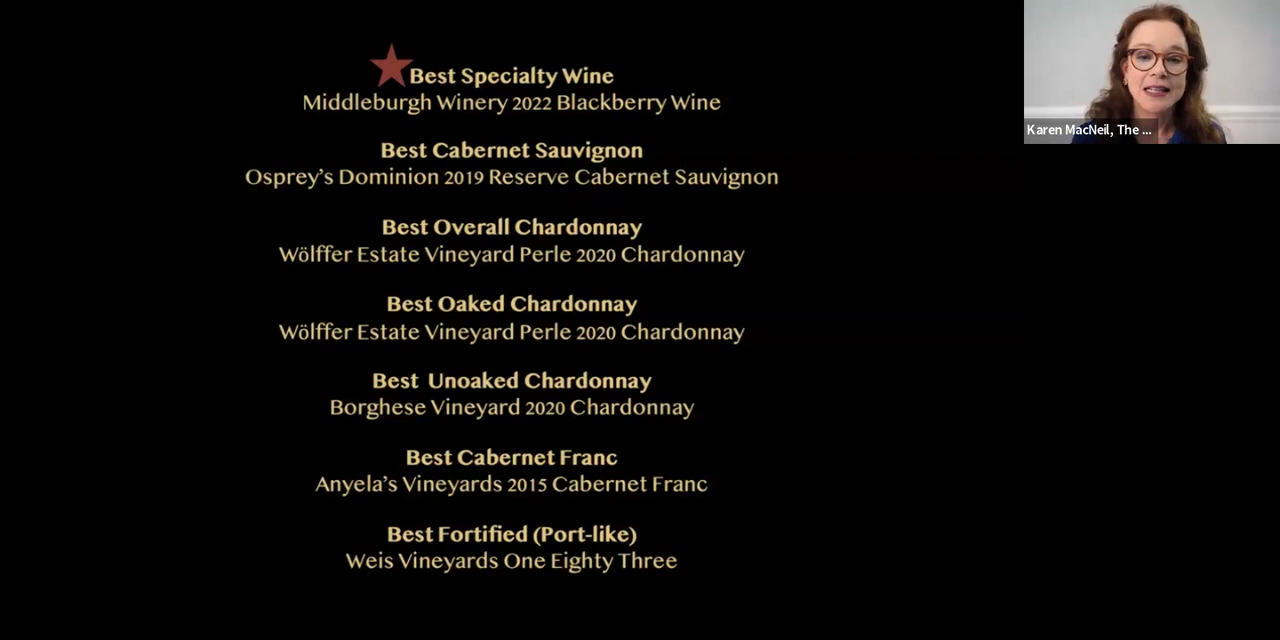 Best Specialty Wine
Middleburgh Winery 2022 Blackberry Wine
Karen MacNeil, The ...
Best Cabernet Sauvignon
Osprey’s Dominion 2019 Reserve Cabernet Sauvignon
Best Overall Chardonnay
Wölffer Estate Vineyard Perle 2020 Chardonnay
Best Oaked Chardonnay
Wölffer Estate Vineyard Perle 2020 Chardonnay
Best  Unoaked Chardonnay
Borghese Vineyard 2020 Chardonnay
Best Cabernet Franc
Anyela’s Vineyards 2015 Cabernet Franc
Best Fortified (Port-like)
Weis Vineyards One Eighty Three